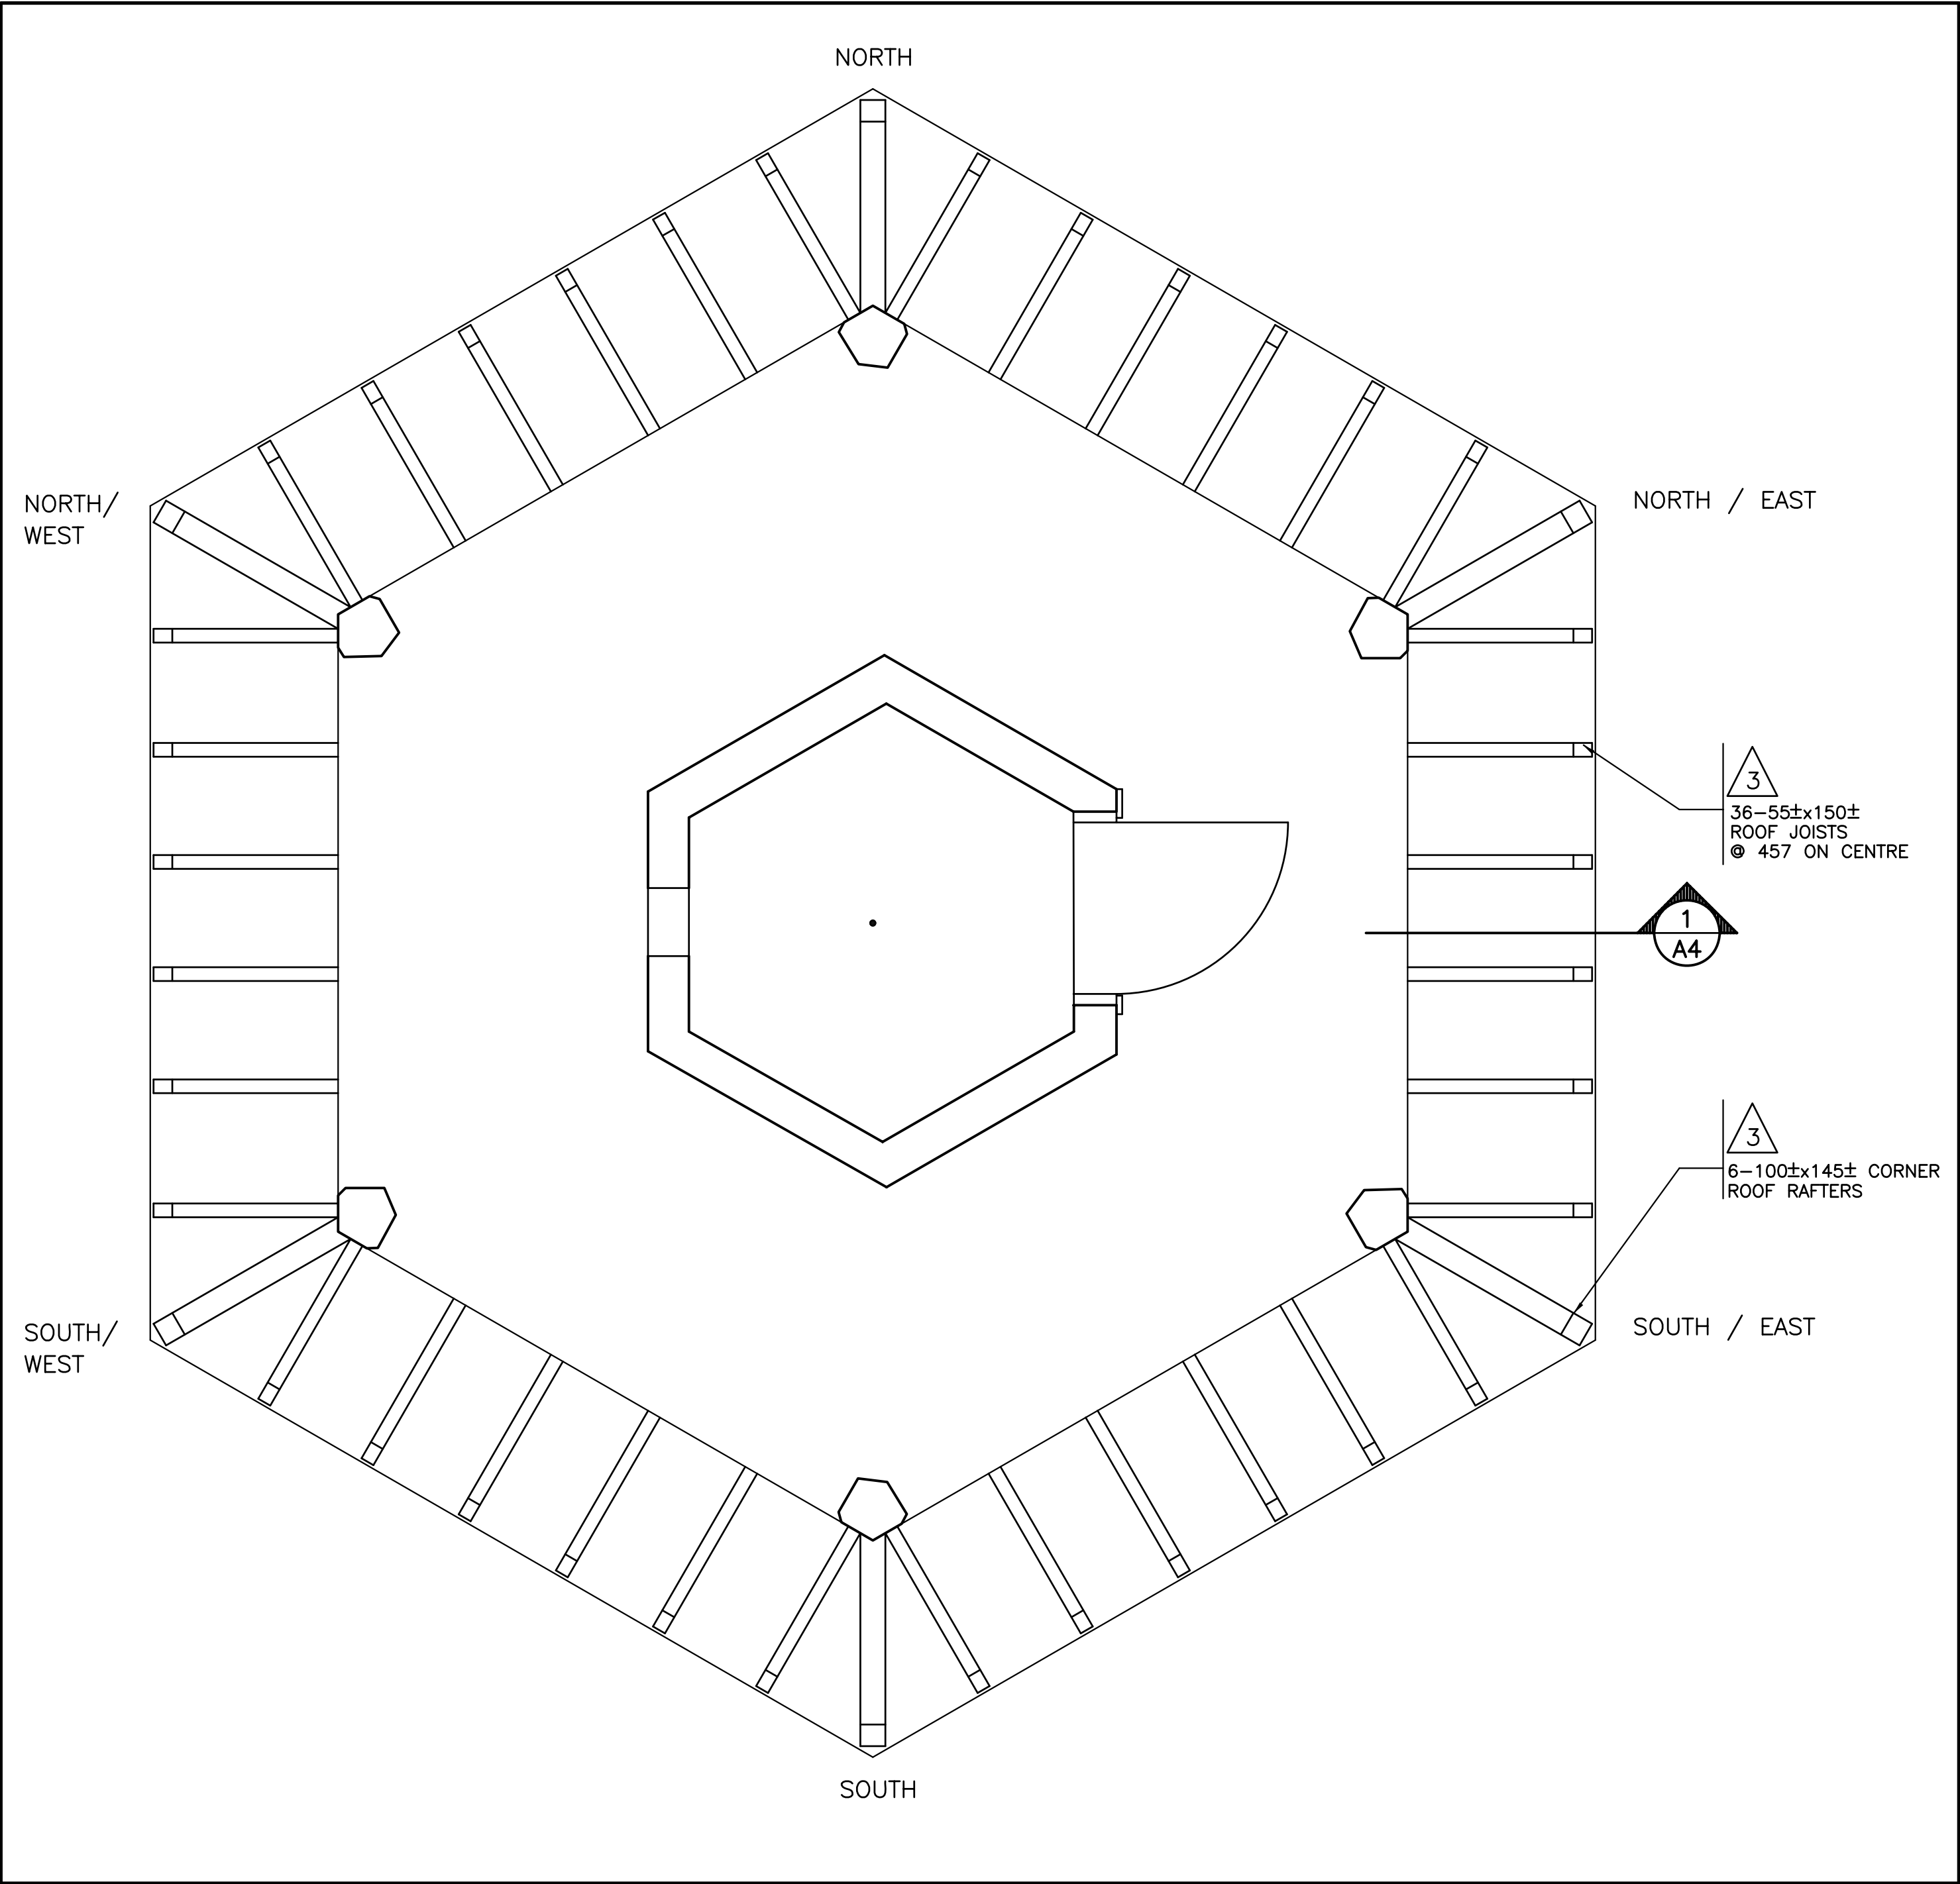 NORTH
NORTH/
WEST
NORTH / EAST
3
36-55±x150±
ROOF JOISTS
@ 457 ON CENTRE
1
A4
3
6-100±x145± CORNER
ROOF RAFTERS
SOUTH/
WEST
SOUTH / EAST
SOUTH